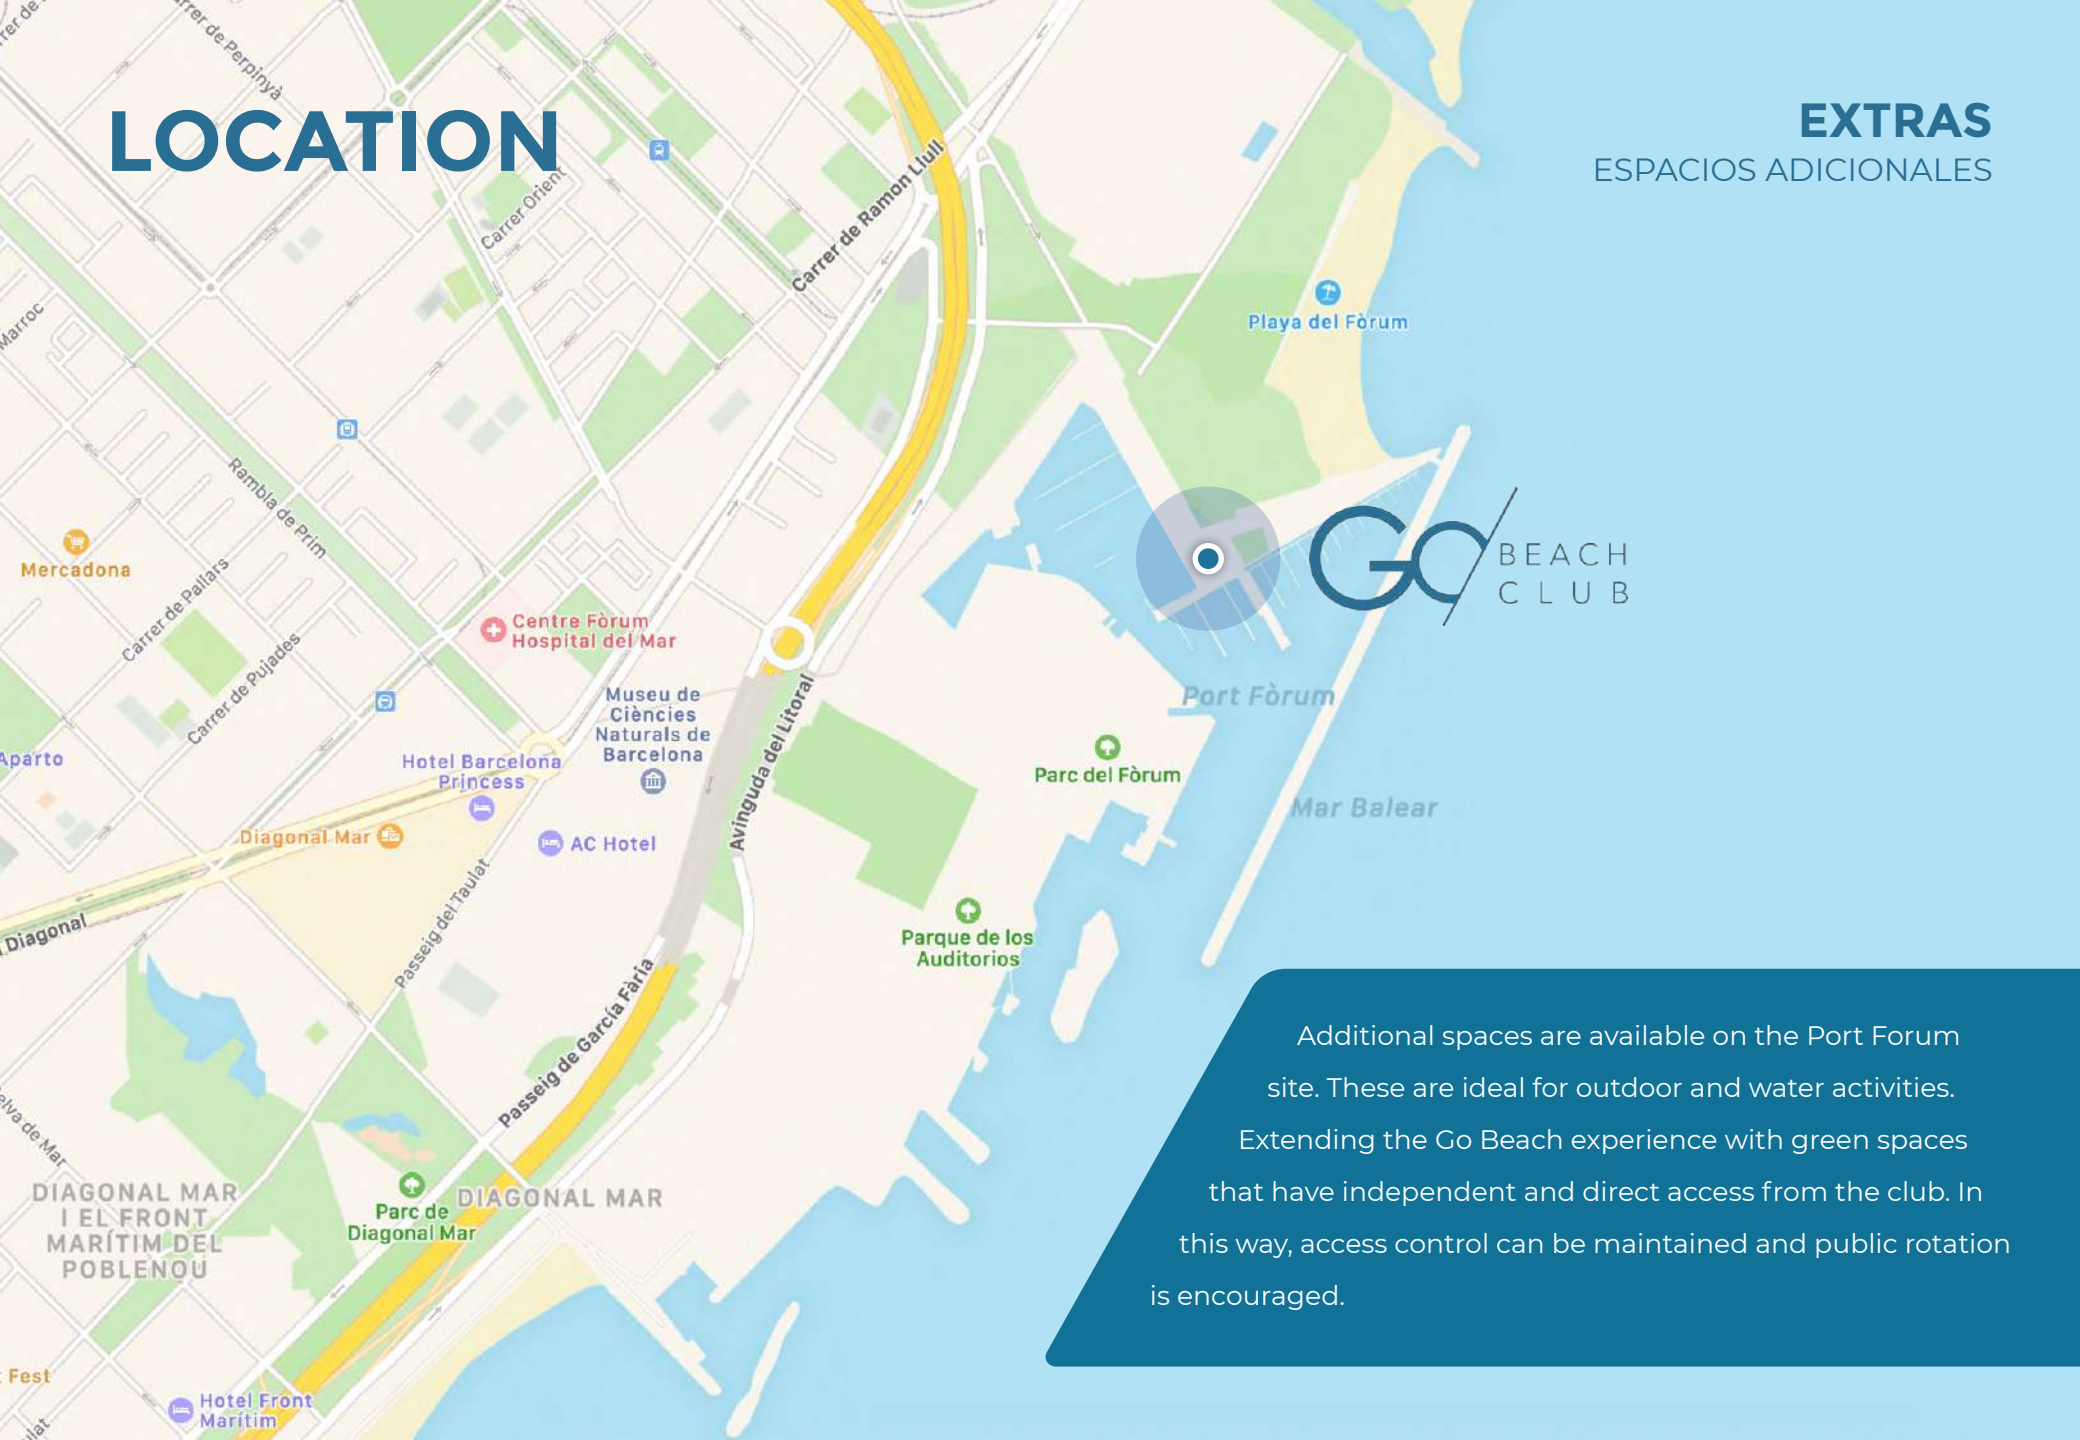 LOCATION
EXTRAS
ESPACIOS ADICIONALES
rrer de Perpinyà
Carrer Orient
Carrer de Ramon Llull
Playa del Fòrum
Marroc
Rambla de Prim
Mercadona
Carrer de Pallars
Carrer de Pujades
GO BEACH
CLUB
Centre Fòrum
Hospital del Mar
Museu de
Ciències
Naturals de
Barcelona
Avinguda del Litoral
Port Fòrum
Aparto
Hotel Barcelona
Princess
Parc del Fòrum
Mar Balear
Diagonal Mar
AC Hotel
Passeig del Taulat
Diagonal
Parque de los
Auditorios
Passeig de García Fària
elva de Mar
DIAGONAL MAR
I EL FRONT
MARÍTIM DEL
POBLENOU
Parc de
Diagonal Mar
DIAGONAL MAR
Fest
Hotel Front
Marítim
ulat
Additional spaces are available on the Port Forum
site. These are ideal for outdoor and water activities.
Extending the Go Beach experience with green spaces
that have independent and direct access from the club. In
this way, access control can be maintained and public rotation
is encouraged.